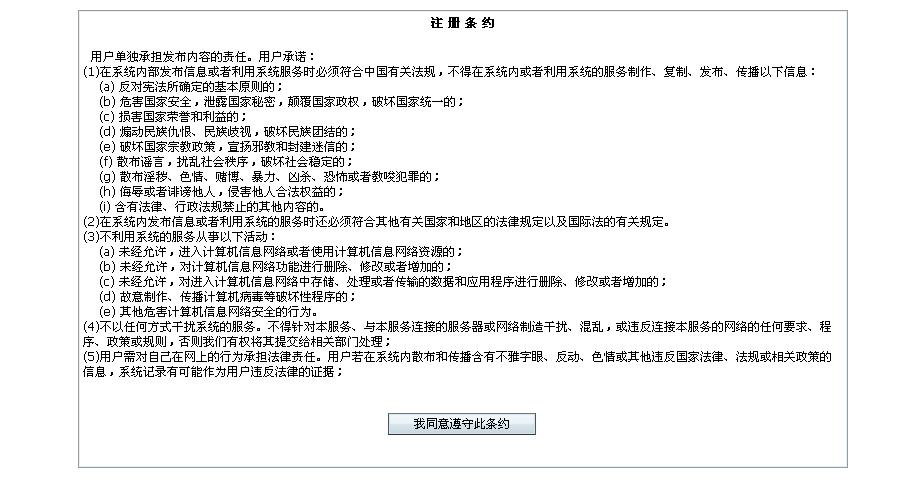 注 册 条 约
用户单独承担发布内容的责任。用户承诺：
(1)在系统内部发布信息或者利用系统服务时必须符合中国有关法规，不得在系统内或者利用系统的服务制作、复制、发布、传播以下信息：
(a) 反对宪法所确定的基本原则的；
(b) 危害国家安全，泄露国家秘密，颠覆国家政权，破坏国家统一的；
(c) 损害国家荣誉和利益的；
(d) 煽动民族仇恨、民族歧视，破坏民族团结的；
(e) 破坏国家宗教政策，宣扬邪教和封建迷信的；
(f) 散布谣言，扰乱社会秩序，破坏社会稳定的；
(g) 散布淫秽、色情、赌博、暴力、凶杀、恐怖或者教唆犯罪的；
(h) 侮辱或者诽谤他人，侵害他人合法权益的；
(i) 含有法律、行政法规禁止的其他内容的。
(2)在系统内发布信息或者利用系统的服务时还必须符合其他有关国家和地区的法律规定以及国际法的有关规定。
(3)不利用系统的服务从事以下活动：
(a) 未经允许，进入计算机信息网络或者使用计算机信息网络资源的；
(b) 未经允许，对计算机信息网络功能进行删除、修改或者增加的；
(c) 未经允许，对进入计算机信息网络中存储、处理或者传输的数据和应用程序进行删除、修改或者增加的；
(d) 故意制作、传播计算机病毒等破坏性程序的；
(e) 其他危害计算机信息网络安全的行为。
(4)不以任何方式干扰系统的服务。不得针对本服务、与本服务连接的服务器或网络制造干扰、混乱，或违反连接本服务的网络的任何要求、程
序、政策或规则，否则我们有权将其提交给相关部门处理；
(5)用户需对自己在网上的行为承担法律责任。用户若在系统内散布和传播含有不雅字眼、反动、色情或其他违反国家法律、法规或相关政策的
信息，系统记录有可能作为用户违反法律的证据；
我同意遵守此条约